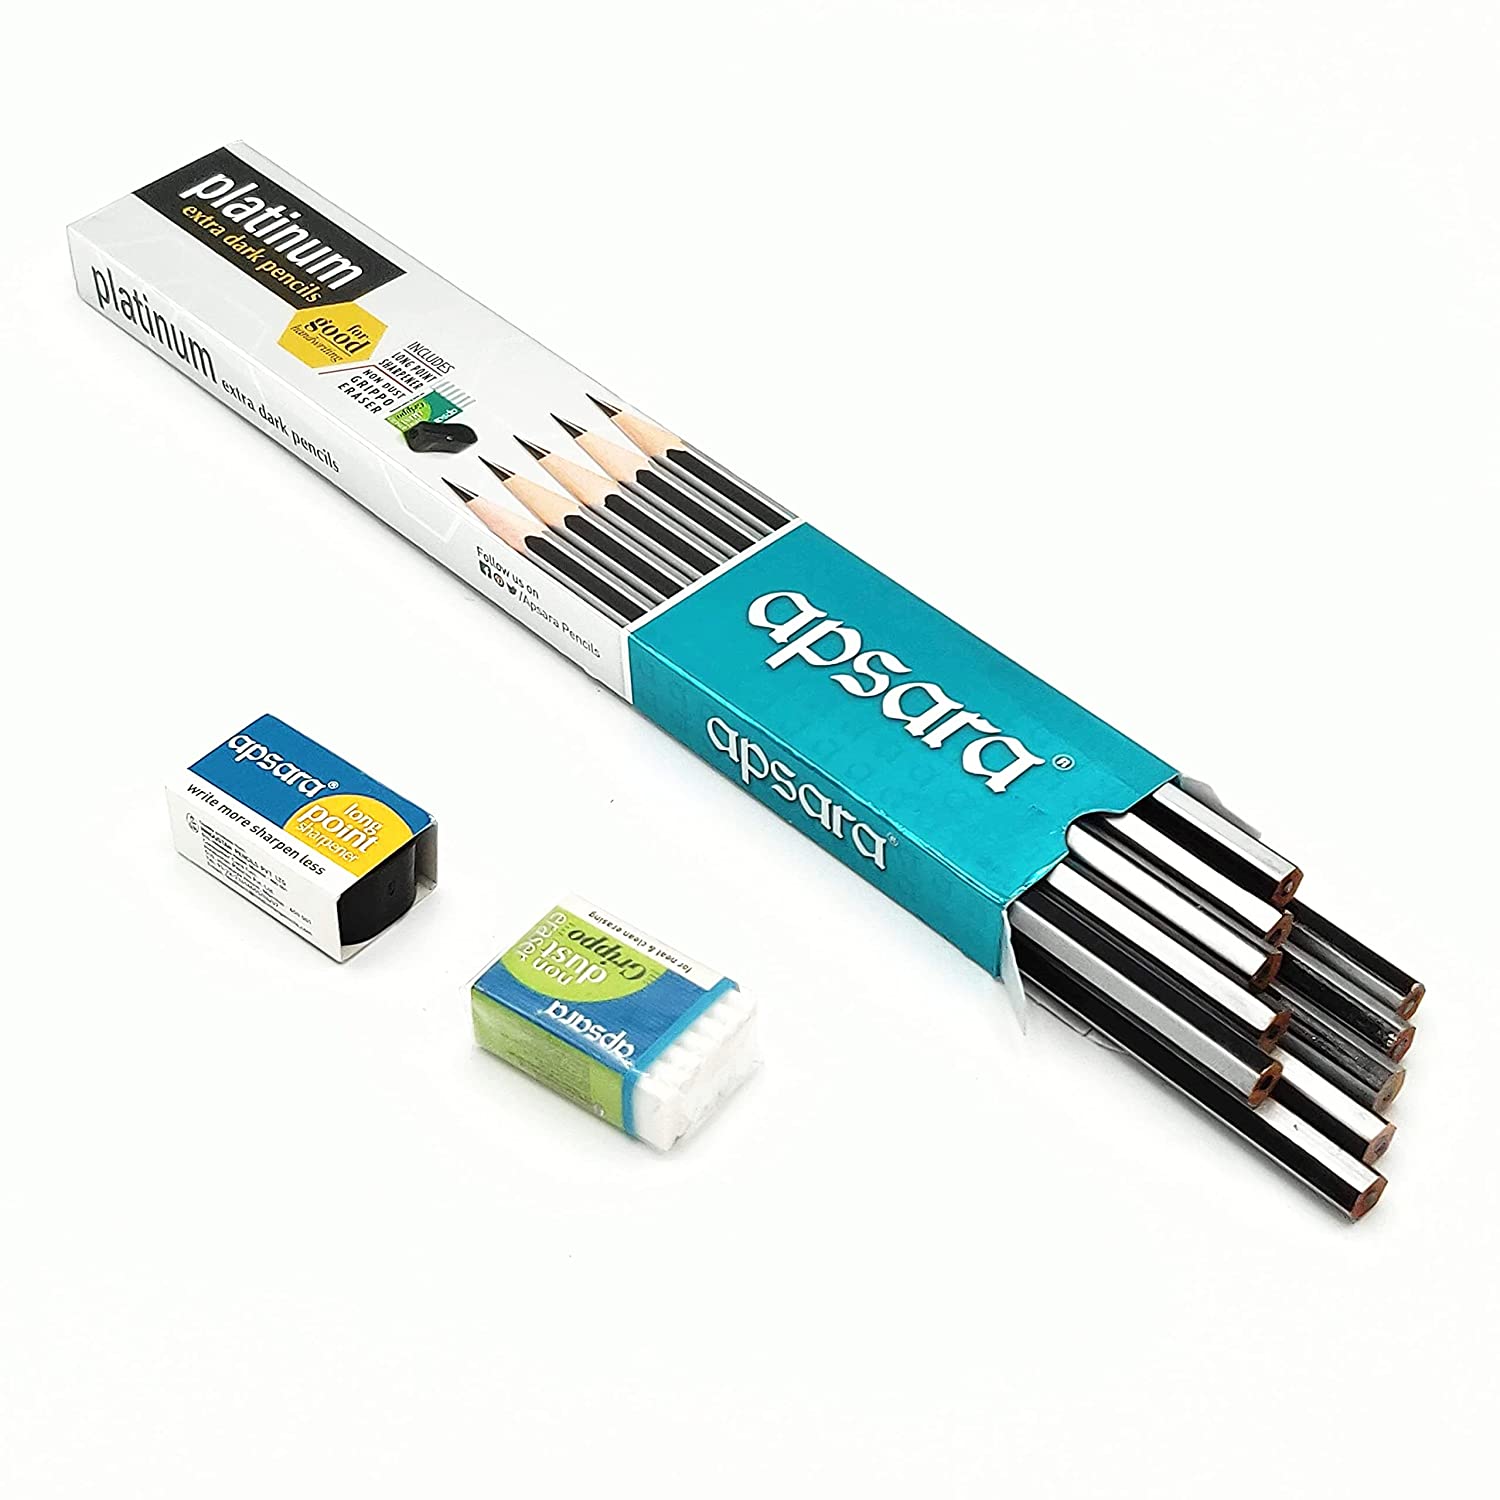 platinum
extra dark pencils
for
good
handwriting
INCLUDES
LONG POINT
SHARPENER
NON DUST
GRIPPO
ERASER
platinum extra dark pencils
Follow us on
/Apsara Pencils
apsara®
apsara®
apsara®
long
point
sharpener
write more sharpen less
for neat & clean erasing
Grippo
non
dust
eraser
apsara